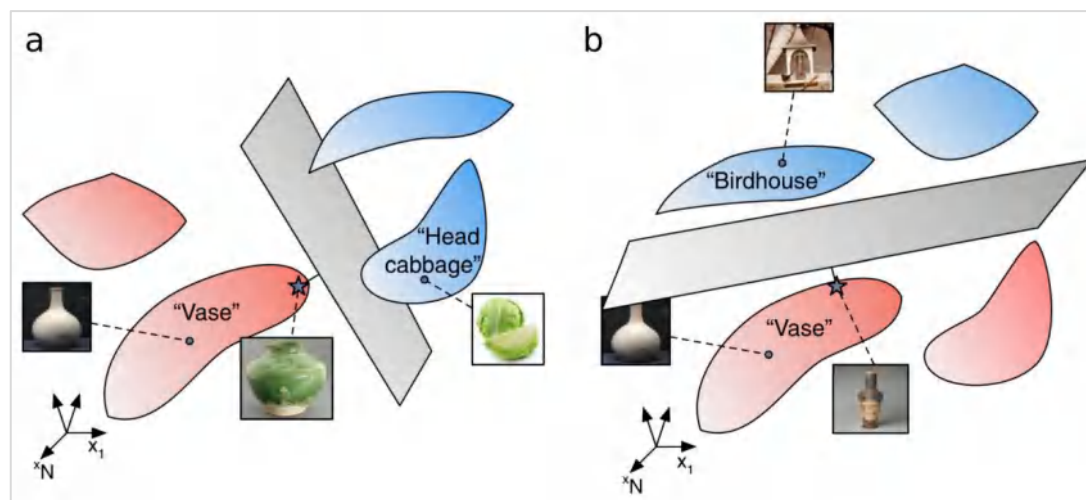 a
“Head
cabbage”
“Vase”
x₁
ˣN
b
“Birdhouse”
“Vase”
x₁
ˣN